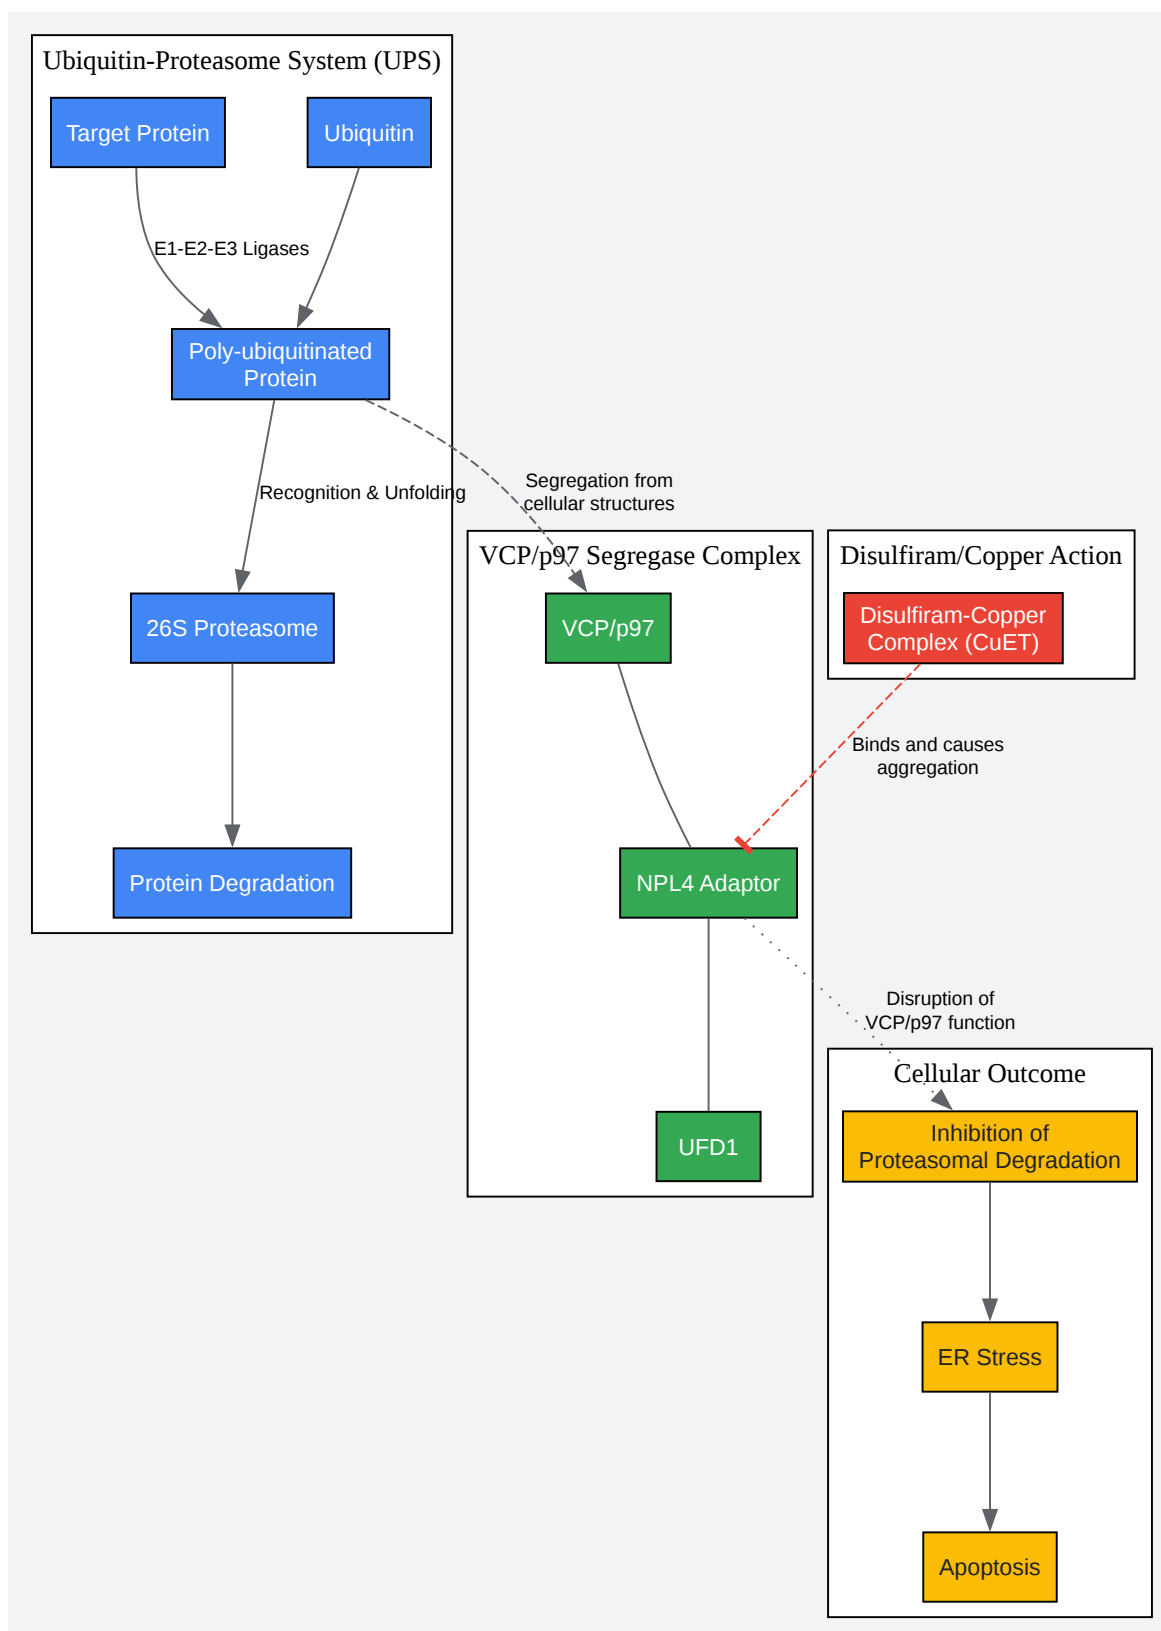 Ubiquitin-Proteasome System (UPS)
Target Protein
Ubiquitin
E1-E2-E3 Ligases
Poly-ubiquitinated
Protein
Recognition & Unfolding
26S Proteasome
Protein Degradation
Segregation from
cellular structures
VCP/p97 Segregase Complex
VCP/p97
NPL4 Adaptor
UFD1
Disulfiram/Copper Action
Disulfiram-Copper
Complex (CuET)
Binds and causes
aggregation
Disruption of
VCP/p97 function
Cellular Outcome
Inhibition of
Proteasomal Degradation
ER Stress
Apoptosis